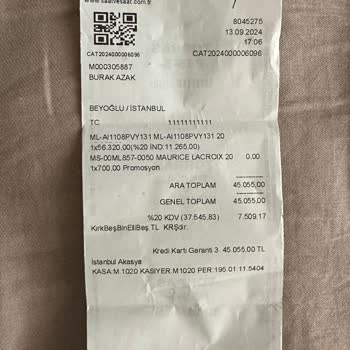 www.saatvesaat.com.tr
8045275
13.09.2024
17:06
CAT2024000006096 CAT2024000006096
M000305887
BURAK AZAK
BEYOĞLU / İSTANBUL
TC 11111111111
ML-AI1108PVY131 ML-AI1108PVY131 20
1x56.320,00(%20 İND:11.265,00)
MS-00ML857-0050 MAURICE LACROIX 20 0,00
1x700,00 Promosyon
ARA TOPLAM 45.055,00
GENEL TOPLAM 45.055,00
%20 KDV (37.545,83) 7.509,17
KırkBeşBinElliBeş TL KRŞdir.
Kredi Kartı Garanti 3 45.055,00 TL
İstanbul Akasya
KASA:M.1020 KASIYER:M1020 PER:195.01.11.5404